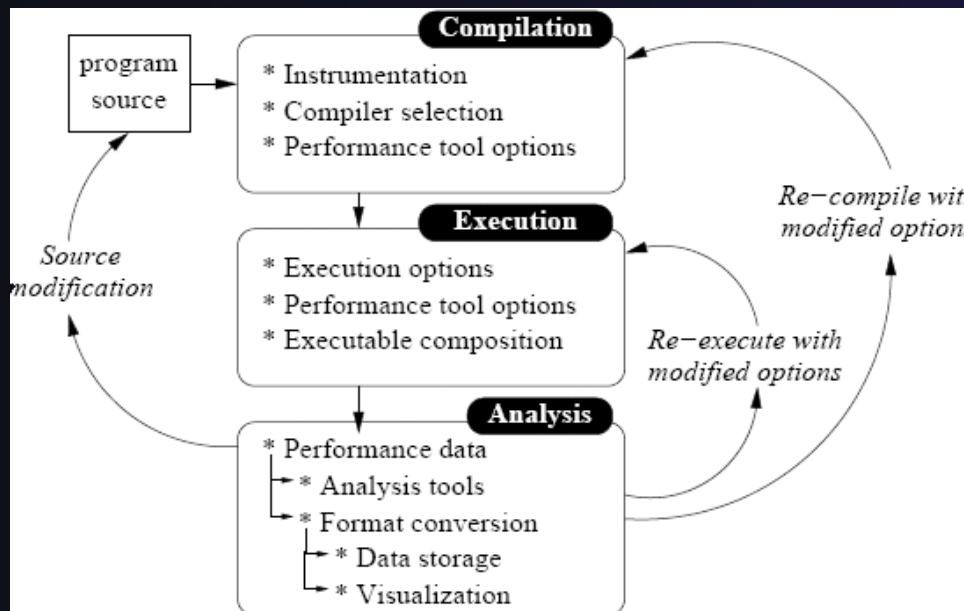 Compilation
program
source
* Instrumentation
* Compiler selection
* Performance tool options
Execution
* Execution options
* Performance tool options
* Executable composition
Analysis
* Performance data
* Analysis tools
* Format conversion
* Data storage
* Visualization
Source
modification
Re-execute with
modified options
Re-compile with
modified option